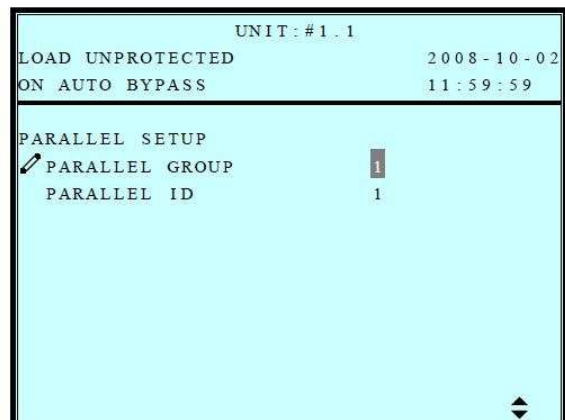 UNIT:#1.1
LOAD UNPROTECTED 2008-10-02
ON AUTO BYPASS 11:59:59
PARALLEL SETUP
PARALLEL GROUP 1
PARALLEL ID 1